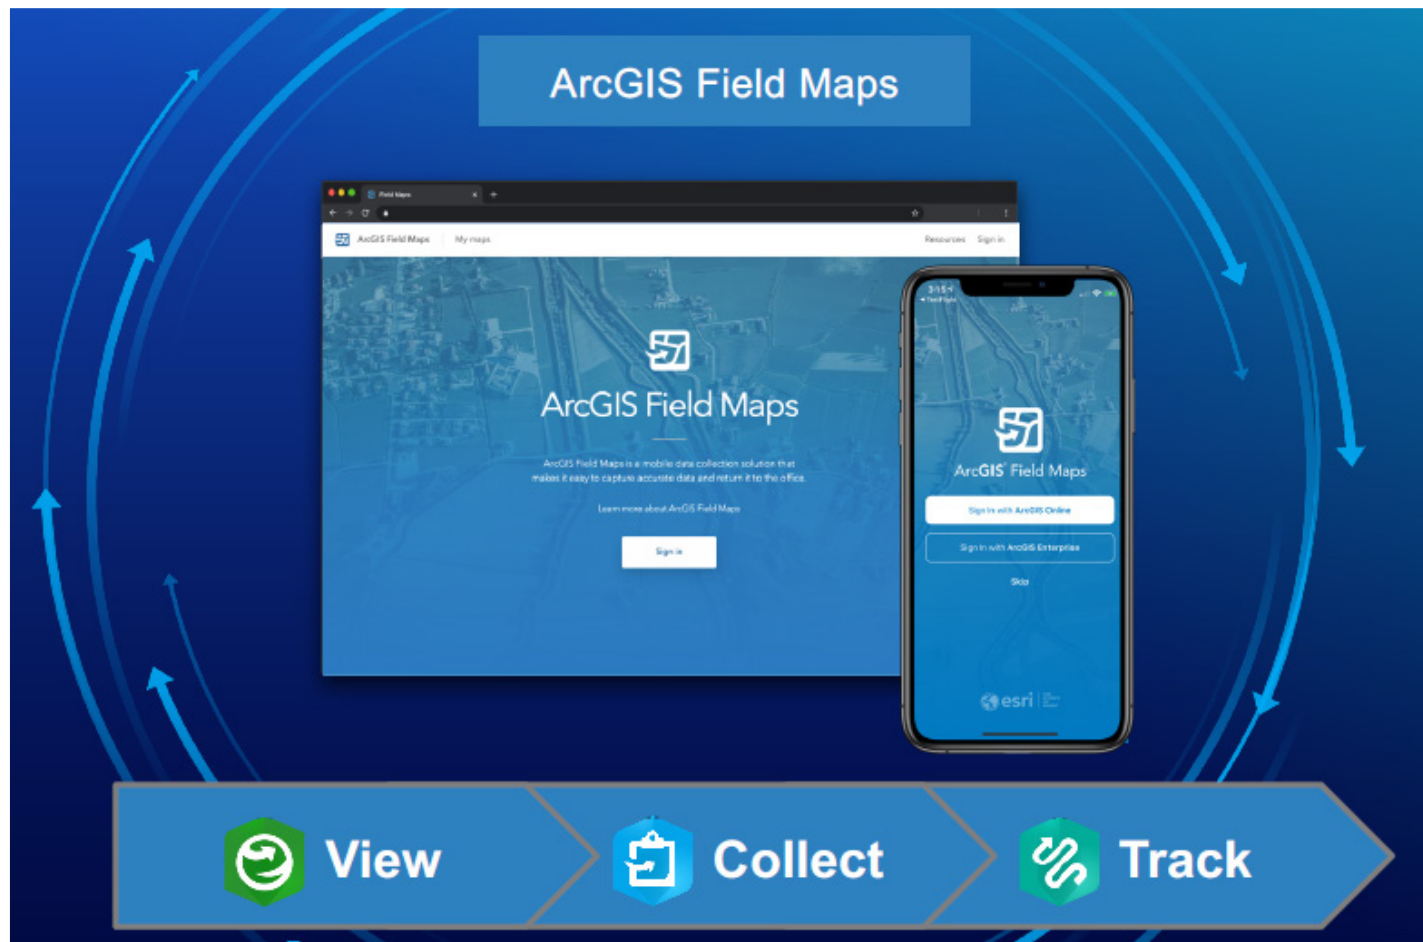 ArcGIS Field Maps
Field Maps
ArcGIS Field Maps
My maps
Resources
Sign in
ArcGIS Field Maps
ArcGIS Field Maps is a mobile data collection solution that
makes it easy to capture accurate data and return it to the office.
Learn more about ArcGIS Field Maps
Sign in
3:15
TestFlight
ArcGIS Field Maps
Sign in with ArcGIS Online
Sign in with ArcGIS Enterprise
Skip
esri
View
Collect
Track